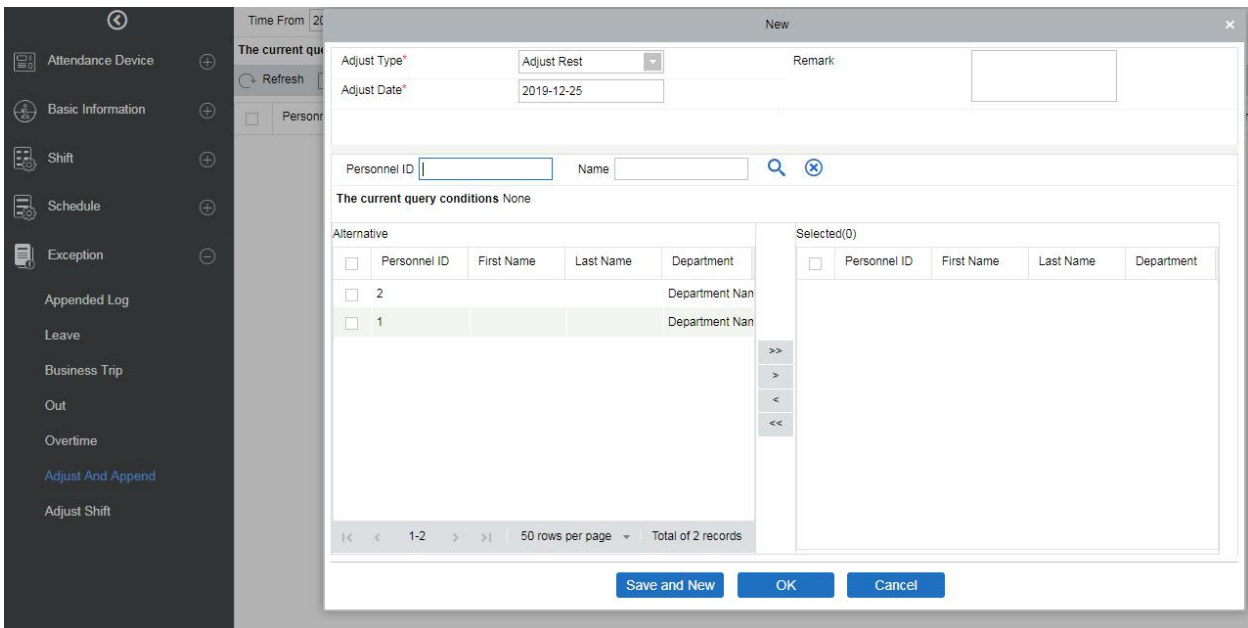 Attendance Device
Basic Information
Shift
Schedule
Exception
Appended Log
Leave
Business Trip
Out
Overtime
Adjust And Append
Adjust Shift
Time From 20
The current que
Refresh
Personn
New
Adjust Type* Adjust Rest Remark
Adjust Date* 2019-12-25
Personnel ID Name
The current query conditions None
Alternative
Personnel ID First Name Last Name Department
2 Department Nan
1 Department Nan
|< < 1-2 > >| 50 rows per page Total of 2 records
>>
>
<
<<
Selected(0)
Personnel ID First Name Last Name Department
Save and New OK Cancel